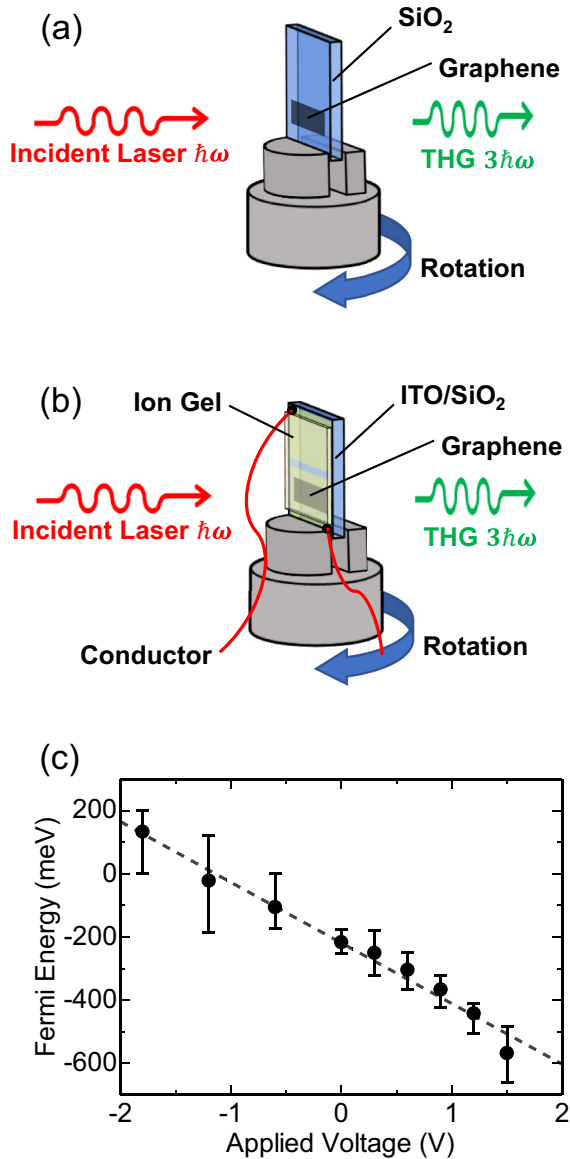 (a)
SiO₂
Graphene
Incident Laser ℏω
THG 3ℏω
Rotation
(b)
Ion Gel
ITO/SiO₂
Graphene
Incident Laser ℏω
THG 3ℏω
Conductor
Rotation
(c)
Fermi Energy (meV)
200
0
-200
-400
-600
-2
-1
0
1
2
Applied Voltage (V)